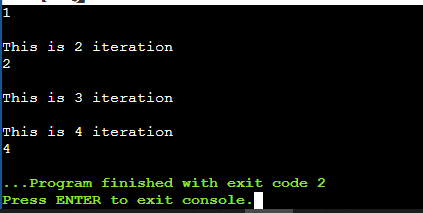 1
This is 2 iteration
2
This is 3 iteration
This is 4 iteration
4
...Program finished with exit code 2
Press ENTER to exit console.